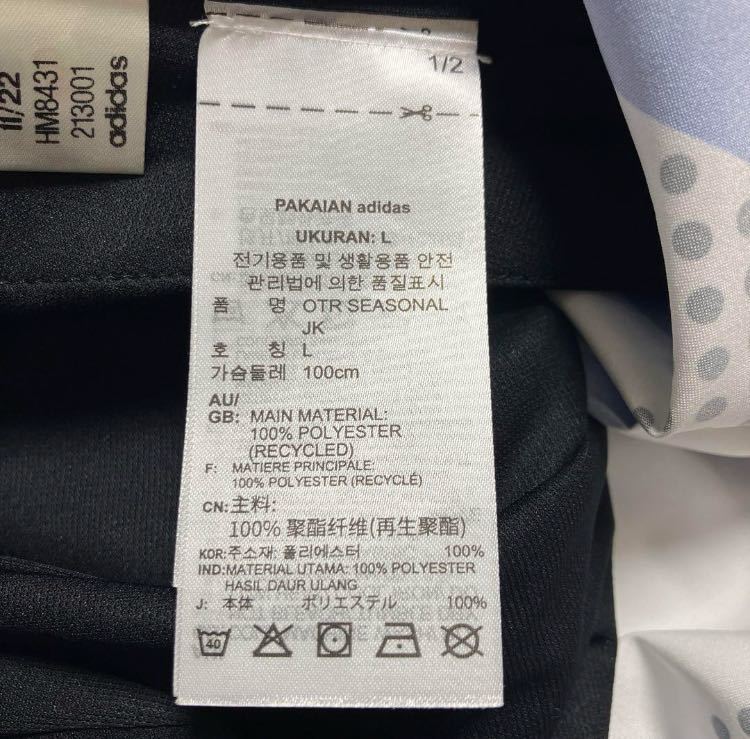 11/22
HM8431
213001
adidas
1/2
PAKAIAN adidas
UKURAN: L
전기용품 및 생활용품 안전
관리법에 의한 품질표시
품 명 OTR SEASONAL
JK
호 칭 L
가슴둘레 100cm
AU/
GB: MAIN MATERIAL:
100% POLYESTER
(RECYCLED)
F: MATIERE PRINCIPALE:
100% POLYESTER (RECYCLÉ)
CN:主料:
100% 聚酯纤维(再生聚酯)
KOR:주소재: 폴리에스터 100%
IND:MATERIAL UTAMA: 100% POLYESTER
HASIL DAUR ULANG
J: 本体 ポリエステル 100%
40